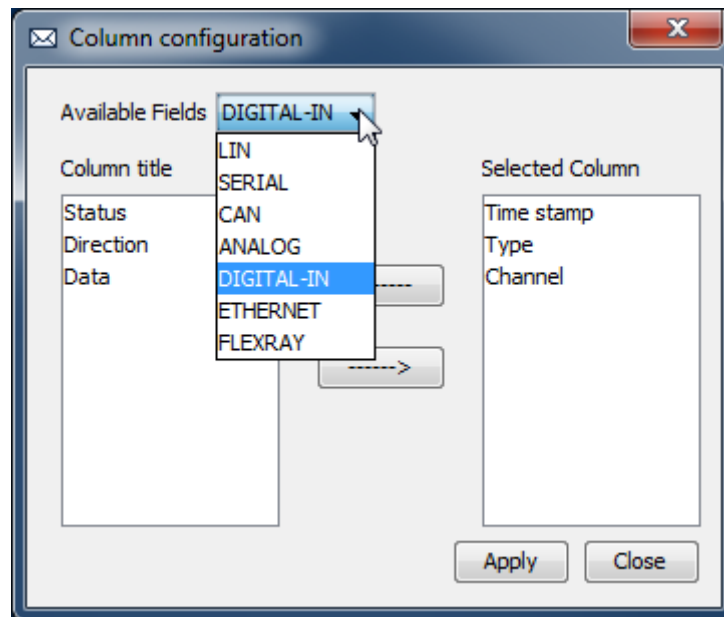 Column configuration
Available Fields DIGITAL-IN
LIN
SERIAL
CAN
ANALOG
DIGITAL-IN
ETHERNET
FLEXRAY
Column title
Status
Direction
Data
-----
------>
Selected Column
Time stamp
Type
Channel
Apply
Close